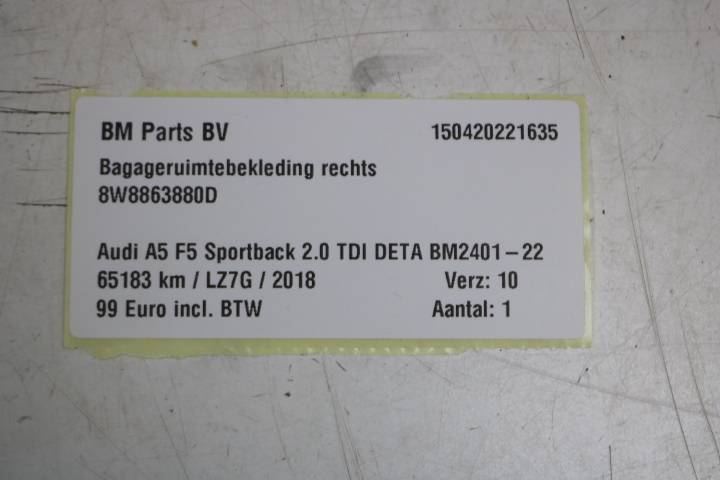 BM Parts BV 150420221635
Bagageruimtebekleding rechts
8W8863880D
Audi A5 F5 Sportback 2.0 TDI DETA BM2401-22
65183 km / LZ7G / 2018 Verz: 10
99 Euro incl. BTW Aantal: 1